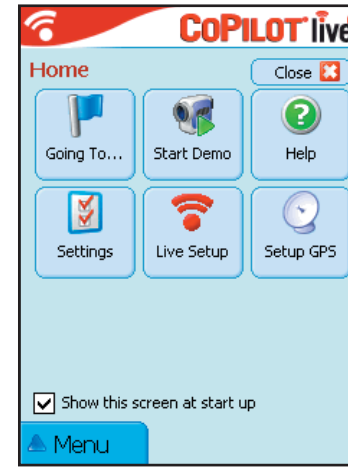 CoPilot live
Home
Close
Going To...
Start Demo
Help
Settings
Live Setup
Setup GPS
Show this screen at start up
Menu